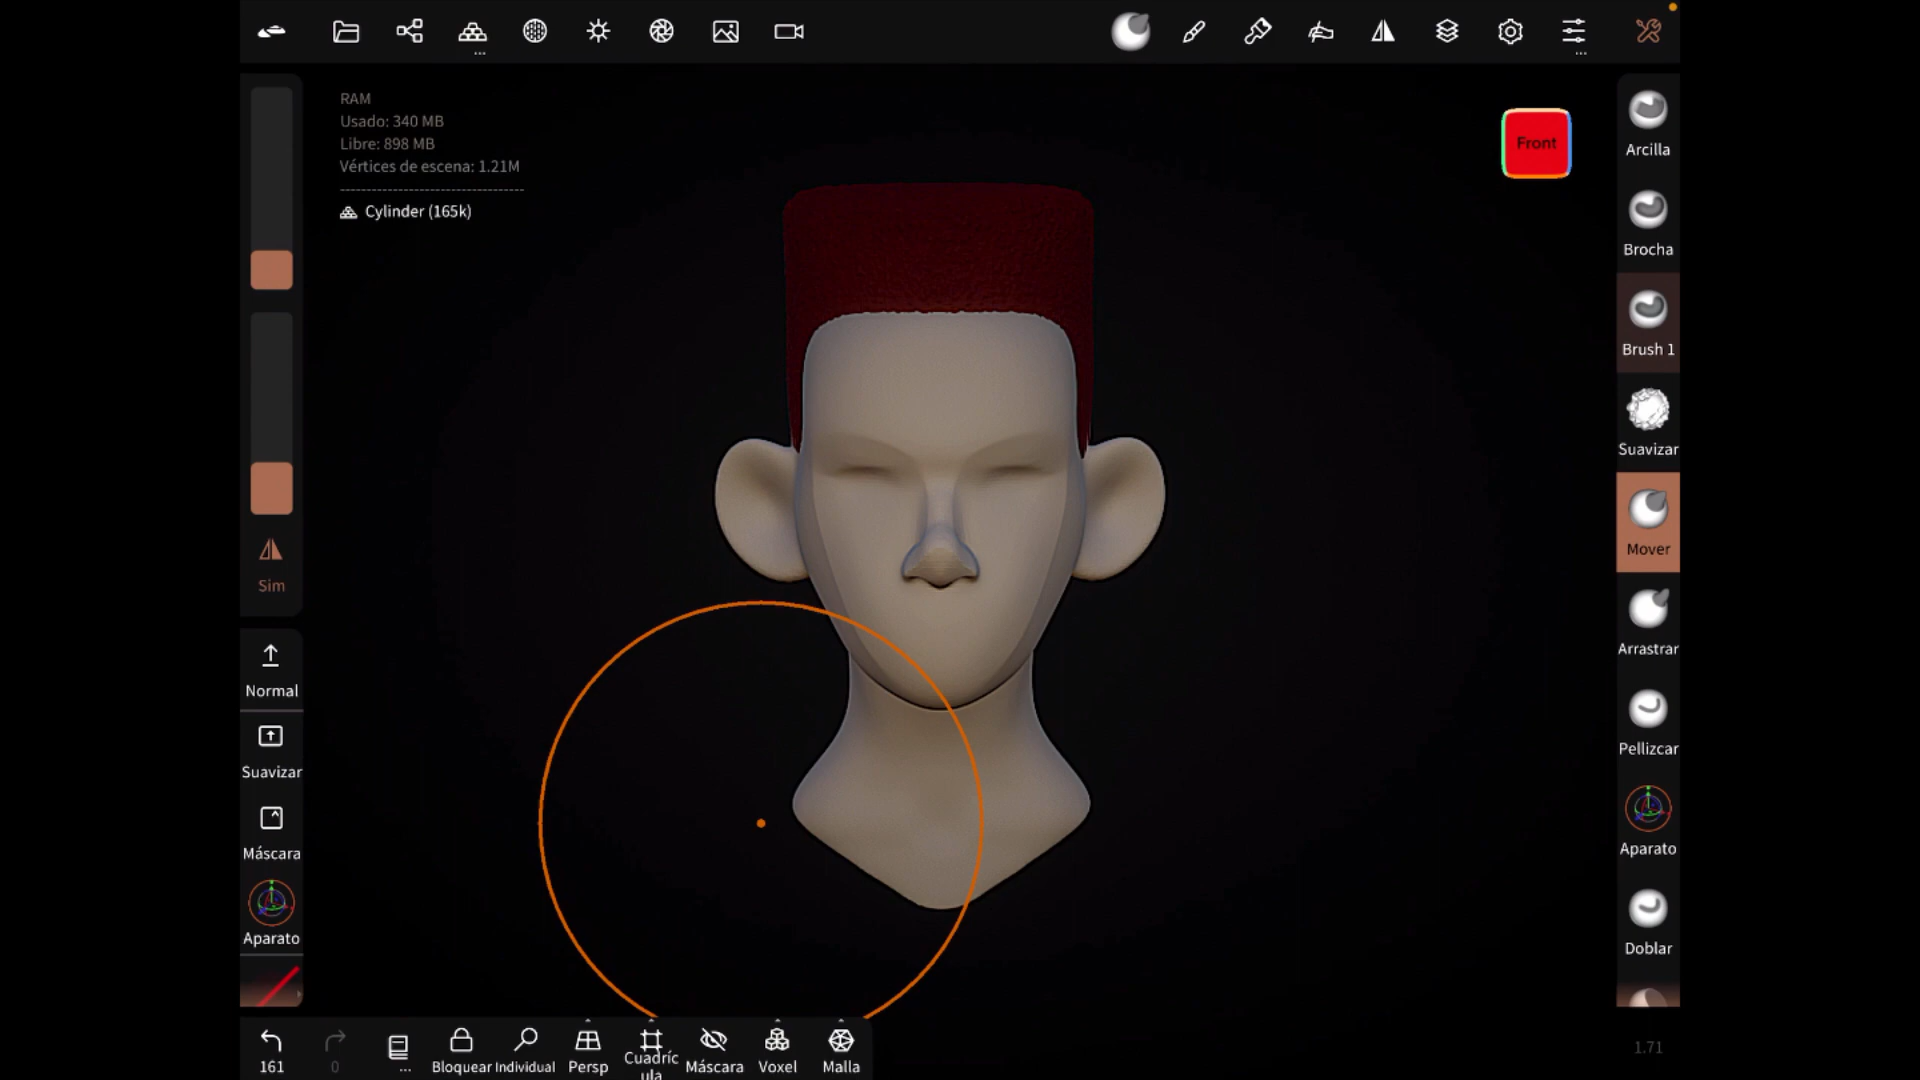 RAM
Usado: 340 MB
Libre: 898 MB
Vértices de escena: 1.21M
Cylinder (165k)
Front
Sim
Normal
Suavizar
Máscara
Aparato
Arcilla
Brocha
Brush 1
Suavizar
Mover
Arrastrar
Pellizcar
Aparato
Doblar
161
0
Bloquear
Individual
Persp
Cuadríc
ula
Máscara
Voxel
Malla
1.71